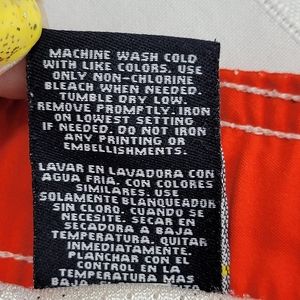 MACHINE WASH COLD
WITH LIKE COLORS. USE
ONLY NON-CHLORINE
BLEACH WHEN NEEDED.
TUMBLE DRY LOW.
REMOVE PROMPTLY. IRON
ON LOWEST SETTING
IF NEEDED. DO NOT IRON
ANY PRINTING OR
EMBELLISHMENTS.
LAVAR EN LAVADORA CON
AGUA FRIA. CON COLORES
SIMILARES. USE
SOLAMENTE BLANQUEADOR
SIN CLORO. CUANDO SE
NECESITE. SECAR EN
SECADORA A BAJA
TEMPERATURA. QUITAR
INMEDIATAMENTE.
PLANCHAR CON EL
CONTROL EN LA
TEMPERATURA MAS
BAJA.